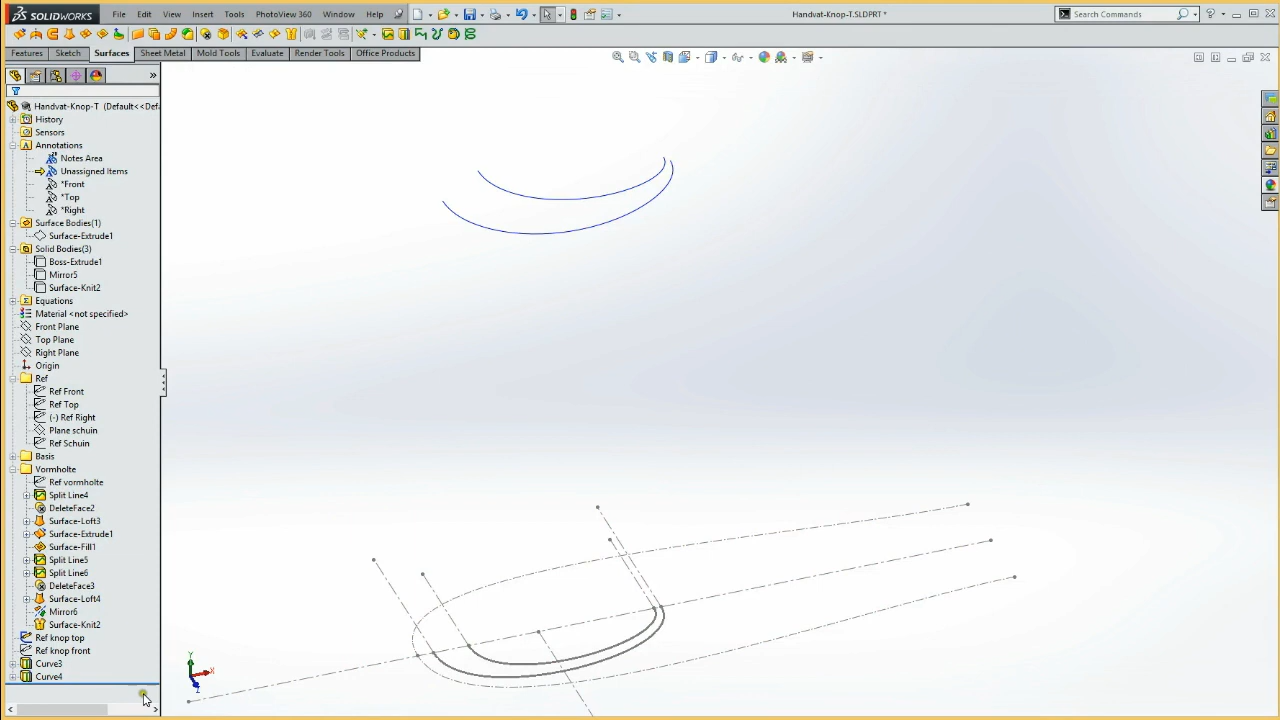 SOLIDWORKS File Edit View Insert Tools PhotoView 360 Window Help Handvat-Knop-T.SLDPRT * Search Commands
Features Sketch Surfaces Sheet Metal Mold Tools Evaluate Render Tools Office Products
Handvat-Knop-T (Default<<Def
History
Sensors
Annotations
Notes Area
Unassigned Items
*Front
*Top
*Right
Surface Bodies(1)
Surface-Extrude1
Solid Bodies(3)
Boss-Extrude1
Mirror5
Surface-Knit2
Equations
Material <not specified>
Front Plane
Top Plane
Right Plane
Origin
Ref
Ref Front
Ref Top
(-) Ref Right
Plane schuin
Ref Schuin
Basis
Vormholte
Ref vormholte
Split Line4
DeleteFace2
Surface-Loft3
Surface-Extrude1
Surface-Fill1
Split Line5
Split Line6
DeleteFace3
Surface-Loft4
Mirror6
Surface-Knit2
Ref knop top
Ref knop front
Curve3
Curve4
Y
X
Z